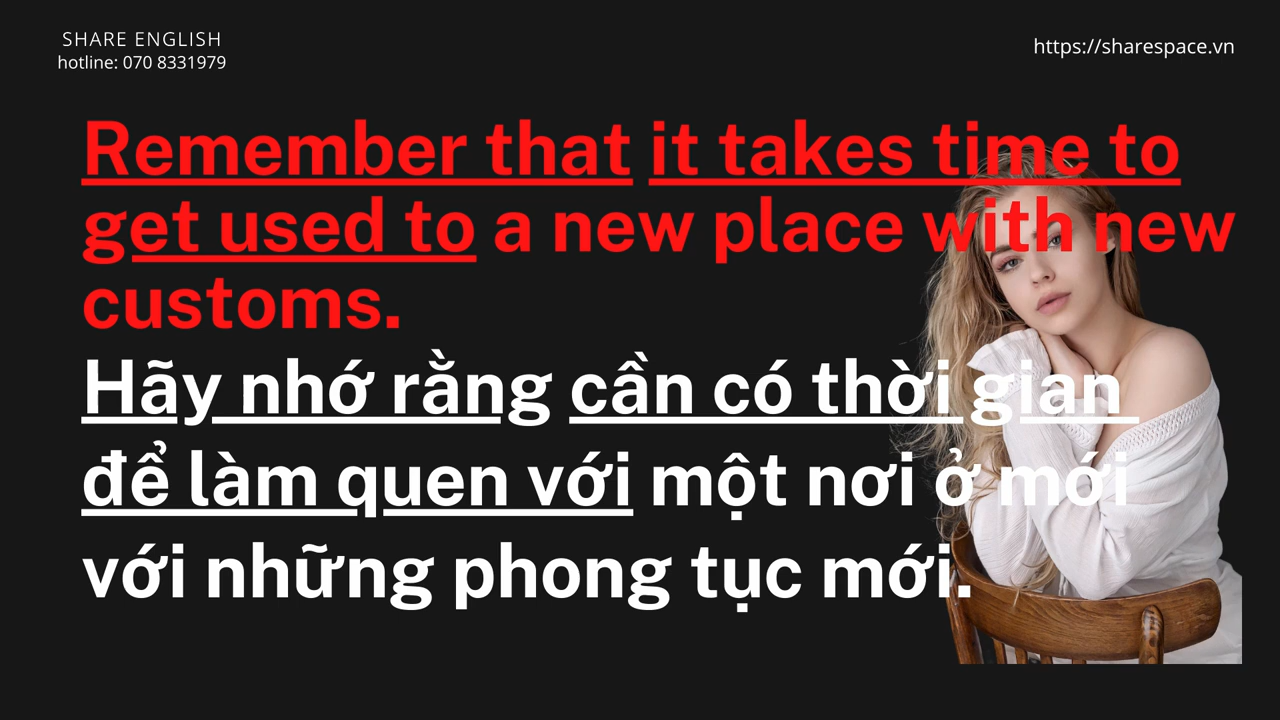 SHARE ENGLISH
hotline: 070 8331979
https://sharespace.vn
Remember that it takes time to
get used to a new place with new
customs.
Hãy nhớ rằng cần có thời gian
để làm quen với một nơi ở mới
với những phong tục mới.